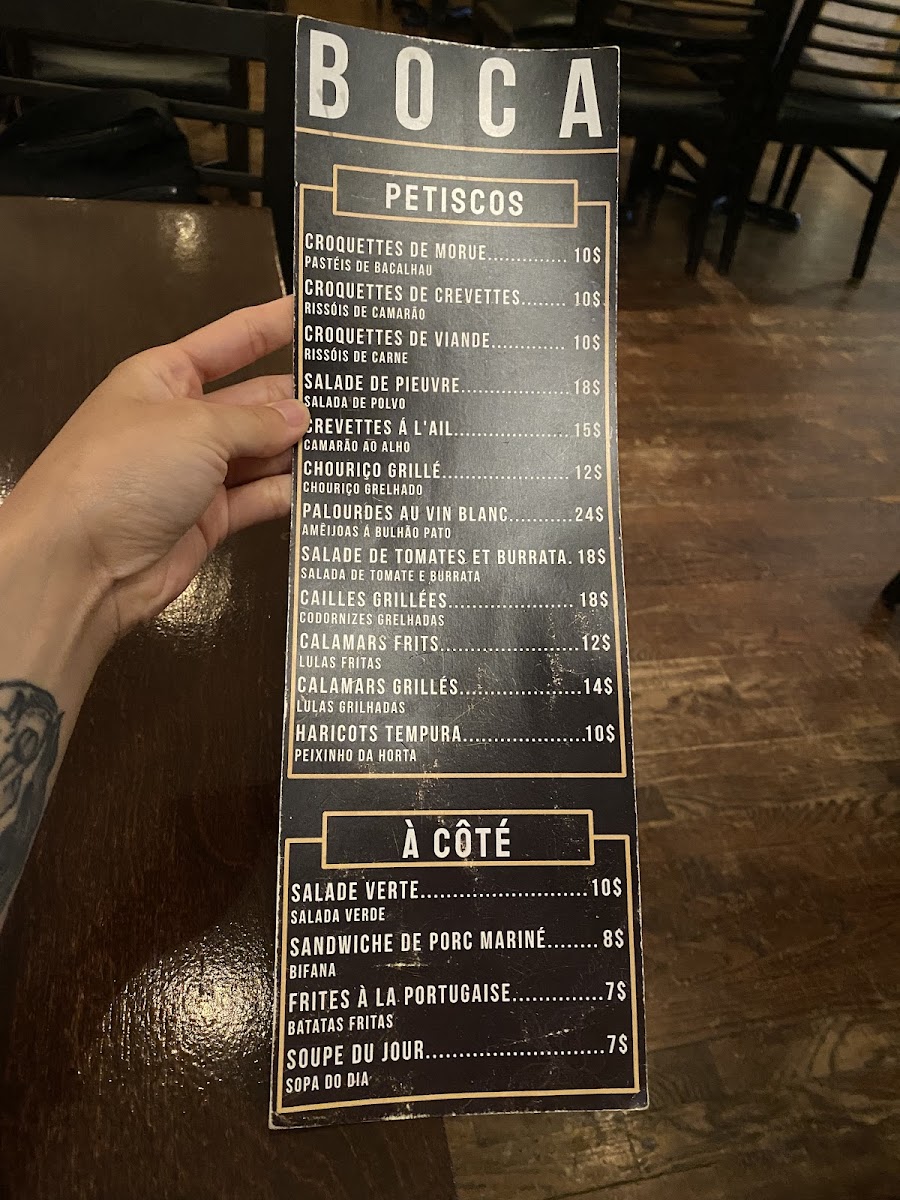 BOCA
PETISCOS
CROQUETTES DE MORUE.............. 10$
PASTÉIS DE BACALHAU
CROQUETTES DE CREVETTES........ 10$
RISSÓIS DE CAMARÃO
CROQUETTES DE VIANDE............. 10$
RISSÓIS DE CARNE
SALADE DE PIEUVRE....................18$
SALADA DE POLVO
CREVETTES Á L'AIL.................... 15$
CAMARÃO AO ALHO
CHOURIÇO GRILLÉ...................... 12$
CHOURIÇO GRELHADO
PALOURDES AU VIN BLANC...........24$
AMÊIJOAS Á BULHÃO PATO
SALADE DE TOMATES ET BURRATA. 18$
SALADA DE TOMATE E BURRATA
CAILLES GRILLÉES..................... 18$
CODORNIZES GRELHADAS
CALAMARS FRITS.......................12$
LULAS FRITAS
CALAMARS GRILLÉS....................14$
LULAS GRILHADAS
HARICOTS TEMPURA....................10$
PEIXINHO DA HORTA
À CÔTÉ
SALADE VERTE.........................10$
SALADA VERDE
SANDWICHE DE PORC MARINÉ........ 8$
BIFANA
FRITES À LA PORTUGAISE..............7$
BATATAS FRITAS
SOUPE DU JOUR...........................7$
SOPA DO DIA